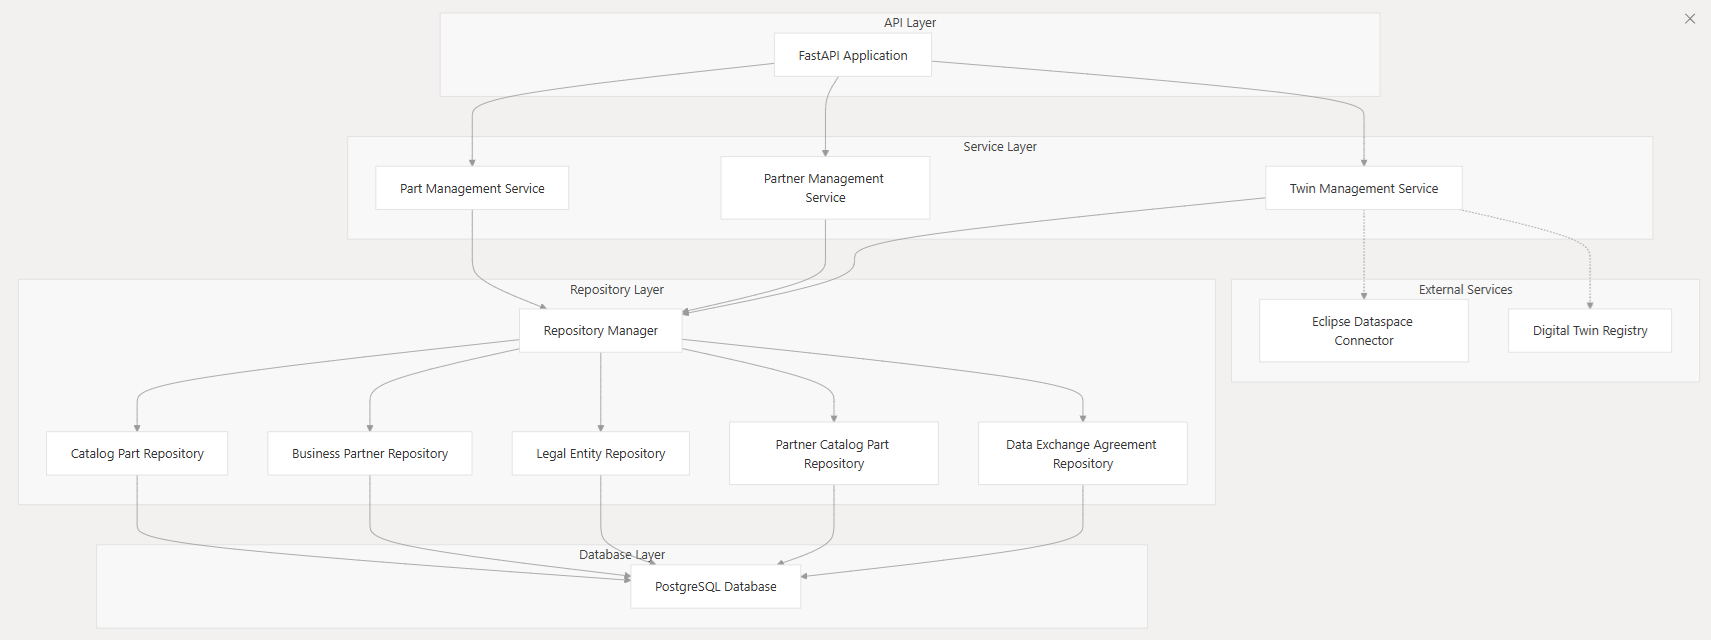 API Layer
FastAPI Application
Service Layer
Part Management Service
Partner Management
Service
Twin Management Service
Repository Layer
Repository Manager
External Services
Eclipse Dataspace
Connector
Digital Twin Registry
Catalog Part Repository
Business Partner Repository
Legal Entity Repository
Partner Catalog Part
Repository
Data Exchange Agreement
Repository
Database Layer
PostgreSQL Database